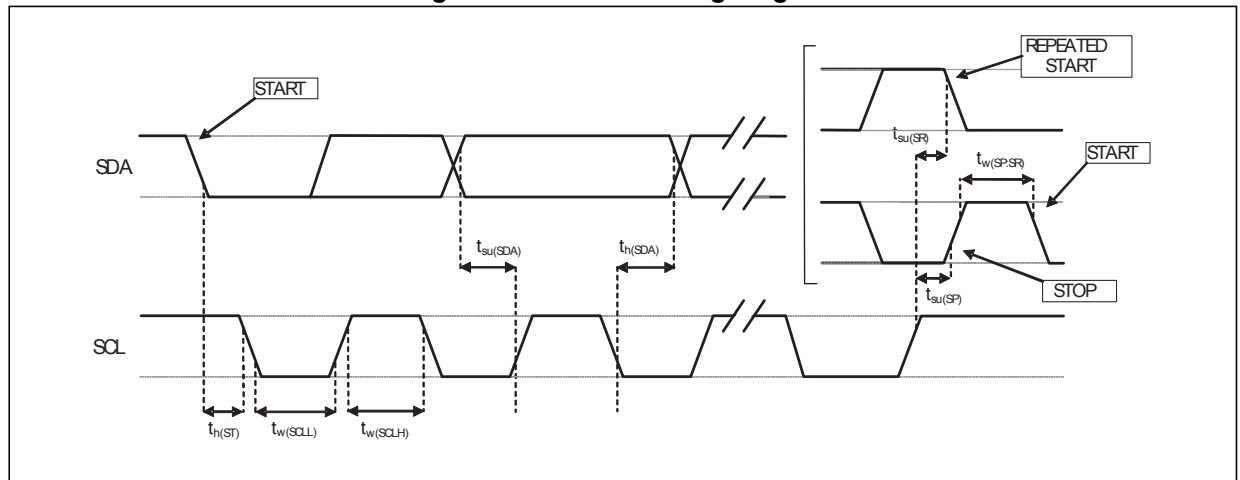 REPEATED
START
START
SDA
tsu(SR)
tw(SP:SR)
START
tsu(SDA)
th(SDA)
tsu(SP)
STOP
SCL
th(ST)
tw(SCLL)
tw(SCLH)